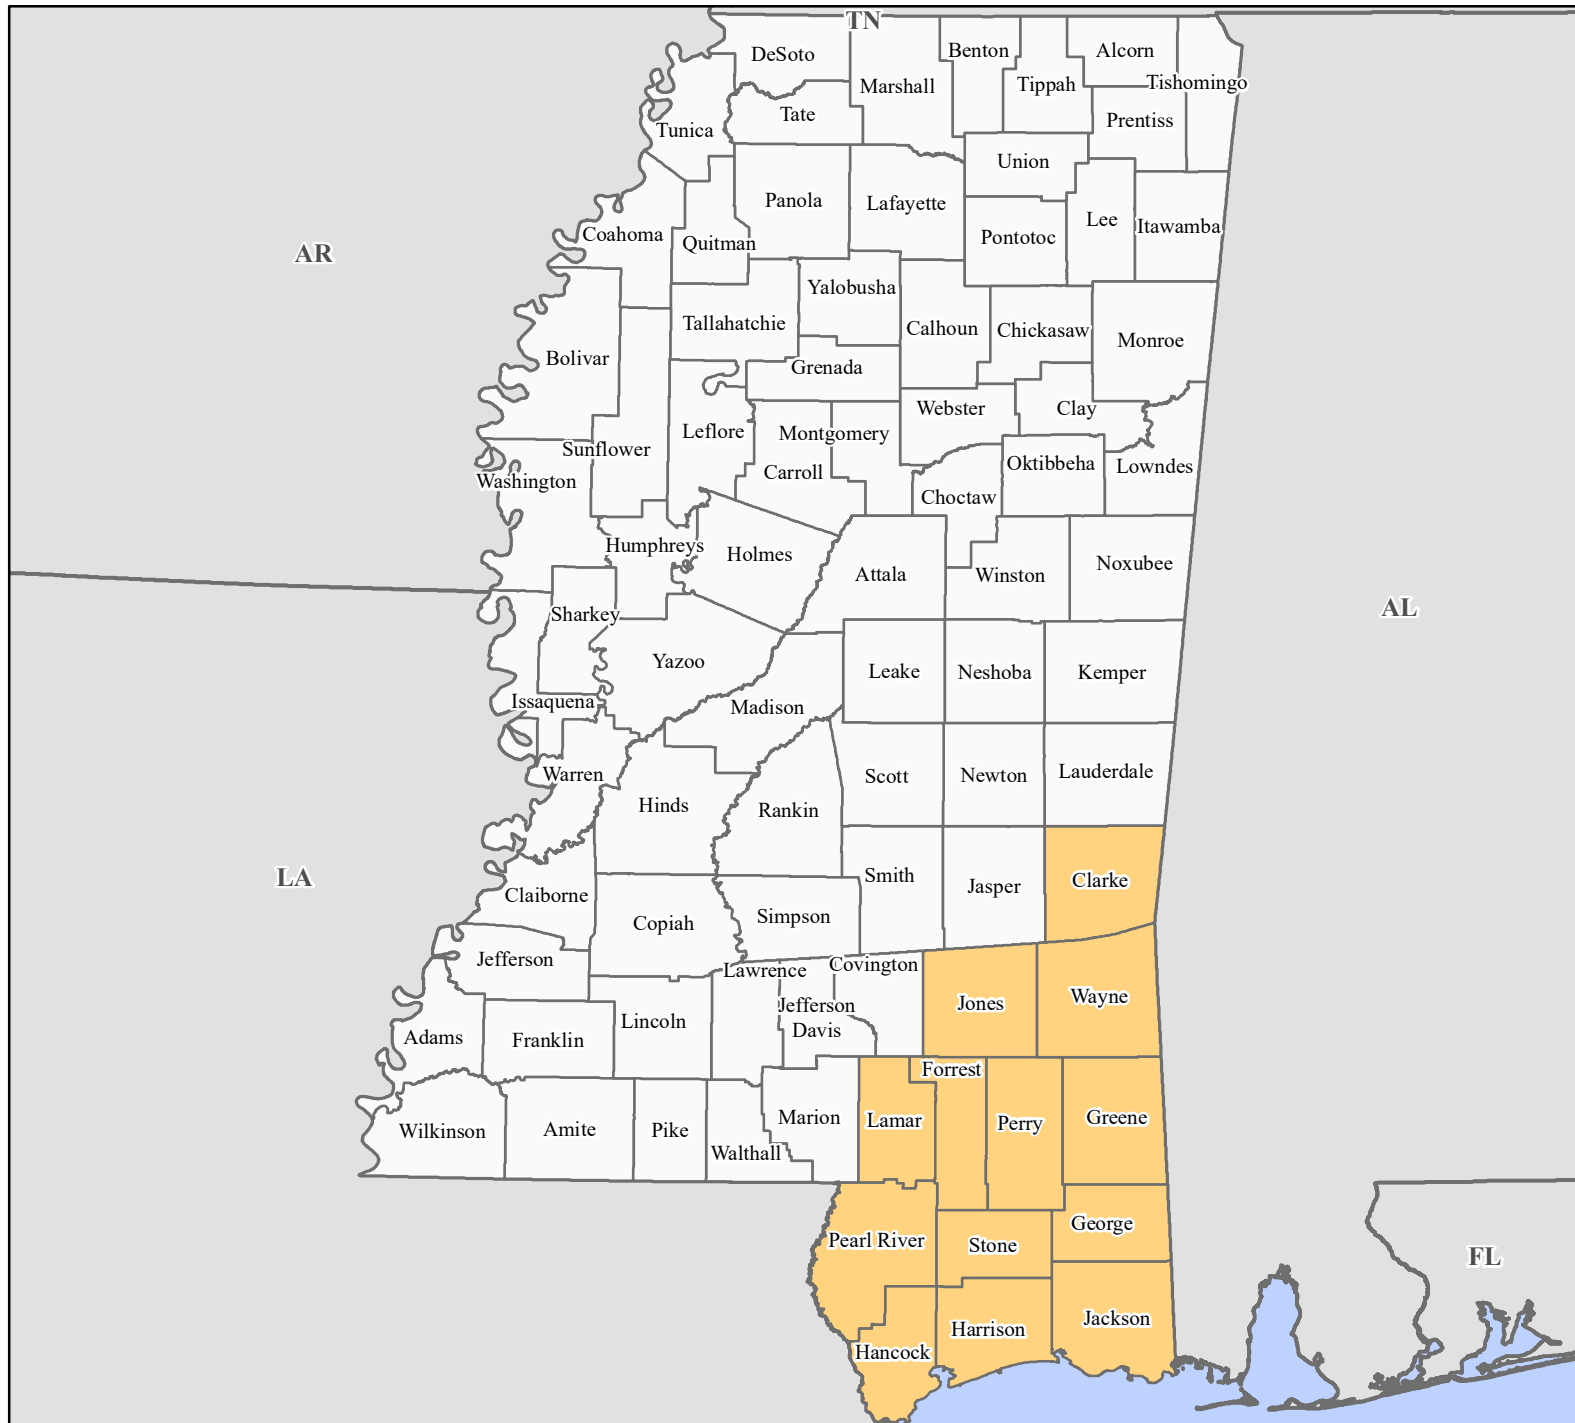 TN
DeSoto
Benton
Alcorn
Marshall
Tippah
Tishomingo
Tate
Prentiss
Tunica
Union
Panola
Lafayette
Lee
Itawamba
Coahoma
Quitman
Pontotoc
AR
Yalobusha
Tallahatchie
Calhoun
Chickasaw
Monroe
Bolivar
Grenada
Webster
Clay
Leflore
Montgomery
Sunflower
Oktibbeha
Lowndes
Carroll
Washington
Choctaw
Humphreys
Holmes
Noxubee
Attala
Winston
AL
Sharkey
Yazoo
Leake
Neshoba
Kemper
Issaquena
Madison
Warren
Scott
Newton
Lauderdale
Hinds
Rankin
LA
Smith
Jasper
Clarke
Claiborne
Copiah
Simpson
Jefferson
Lawrence
Covington
Jones
Wayne
Jefferson
Davis
Lincoln
Adams
Franklin
Forrest
Wilkinson
Amite
Pike
Walthall
Marion
Lamar
Perry
Greene
George
Pearl River
Stone
FL
Harrison
Jackson
Hancock